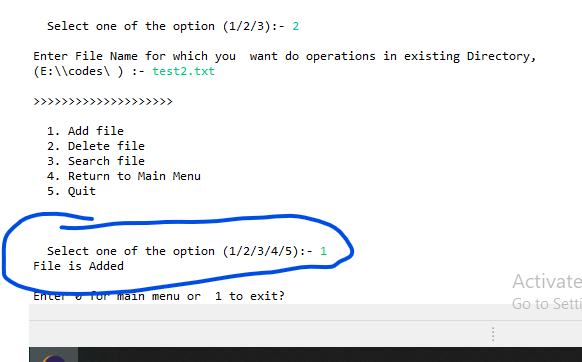 Select one of the option (1/2/3):- 2
Enter File Name for which you  want do operations in existing Directory,
(E:\\codes\ ) :- test2.txt
>>>>>>>>>>>>>>>>>>>>
1. Add file
2. Delete file
3. Search file
4. Return to Main Menu
5. Quit
Select one of the option (1/2/3/4/5):- 1
File is Added
Enter 0 for main menu or  1 to exit?
Activate
Go to Setti